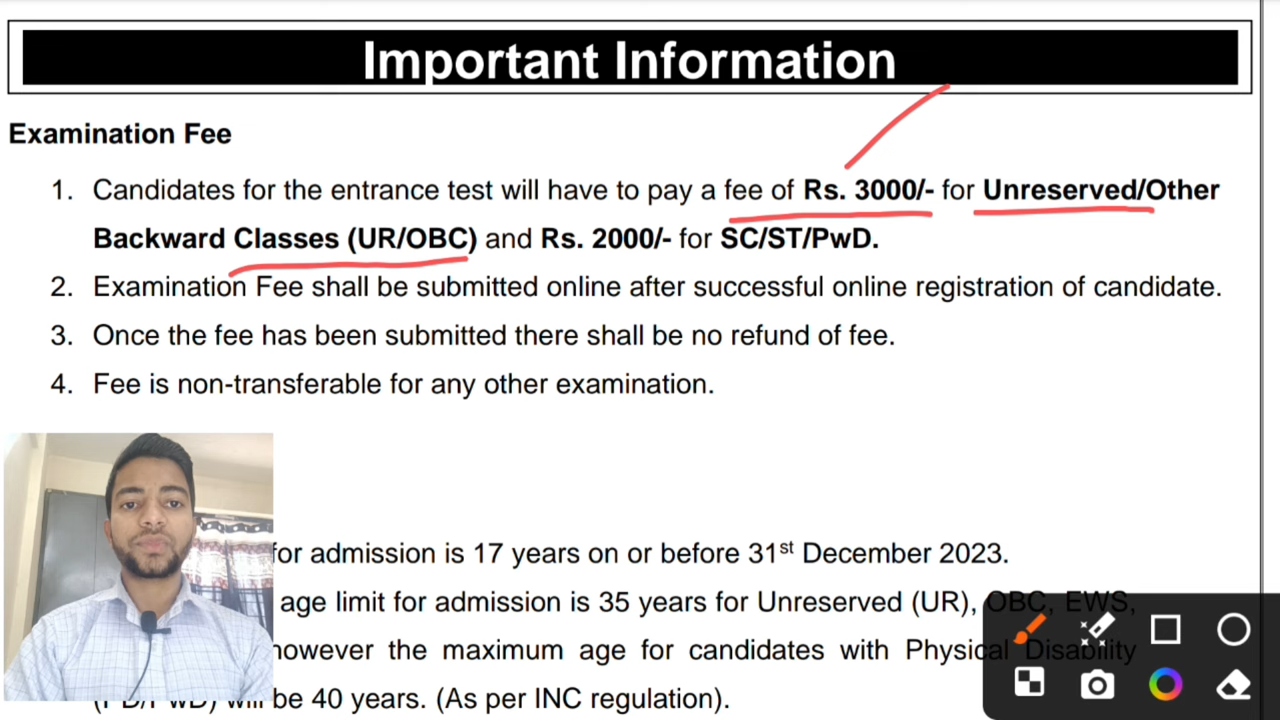 Important Information
Examination Fee
1. Candidates for the entrance test will have to pay a fee of Rs. 3000/- for Unreserved/Other
Backward Classes (UR/OBC) and Rs. 2000/- for SC/ST/PwD.
2. Examination Fee shall be submitted online after successful online registration of candidate.
3. Once the fee has been submitted there shall be no refund of fee.
4. Fee is non-transferable for any other examination.
for admission is 17 years on or before 31st December 2023.
age limit for admission is 35 years for Unreserved (UR), OBC, EWS,
however the maximum age for candidates with Physical Disability
(PD/PwD) will be 40 years. (As per INC regulation).